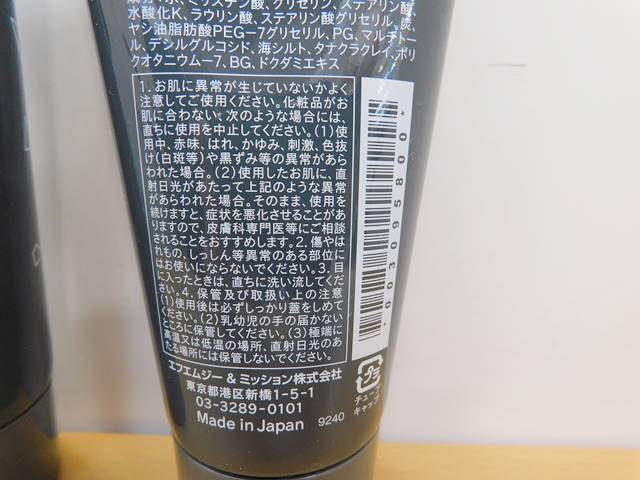 水、ミリスチン酸、グリセリン、ステアリン酸、
水酸化K、ラウリン酸、ステアリン酸グリセリル、炭、
ヤシ油脂肪酸PEG-7グリセリル、PG、マルチトー
ル、デシルグルコシド、海シルト、タナクラクレイ、ポリ
クオタニウム-7、BG、ドクダミエキス
1. お肌に異常が生じていないかよく
注意してご使用ください。化粧品がお
肌に合わない、次のような場合には、
直ちに使用を中止してください。(1)使
用中、赤味、はれ、かゆみ、刺激、色抜
け(白斑等)や黒ずみ等の異常があら
われた場合。(2)使用したお肌に、直
射日光があたって上記のような異常
があらわれた場合。そのまま、使用を
続けますと、症状を悪化させることがあ
りますので、皮膚科専門医等にご相談
されることをおすすめします。2. 傷やは
れもの、しっしん等異常のある部位に
はお使いにならないでください。3. 目
に入ったときは、直ちに洗い流してくだ
さい。4. 保管及び取扱い上の注意
(1)使用後は必ずしっかり蓋をしめて
ください。(2)乳幼児の手の届かない
ところに保管してください。(3)極端に
高温又は低温の場所、直射日光のあ
たる場所には保管しないでください。
*003095800*
エフエムジー&ミッション株式会社
東京都港区新橋1-5-1
03-3289-0101
Made in Japan
9240
プラ
チューブ
キャップ